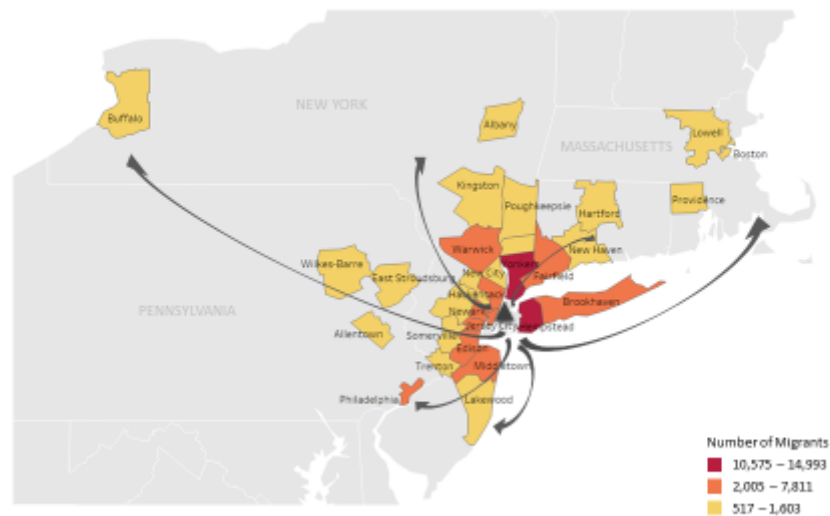 NEW YORK
Buffalo
Albany
MASSACHUSETTS
Lowell
Boston
Kingston
Poughkeepsie
Hartford
Providence
Warwick
New Haven
Wilkes-Barre
East Stroudsburg
New City
Yonkers
Fairfield
Brookhaven
PENNSYLVANIA
Newark
Jersey City
Allentown
Somerville
Edison
Trenton
Middletown
Philadelphia
Lakewood
Number of Migrants
10,575 – 14,993
2,005 – 7,811
517 – 1,603